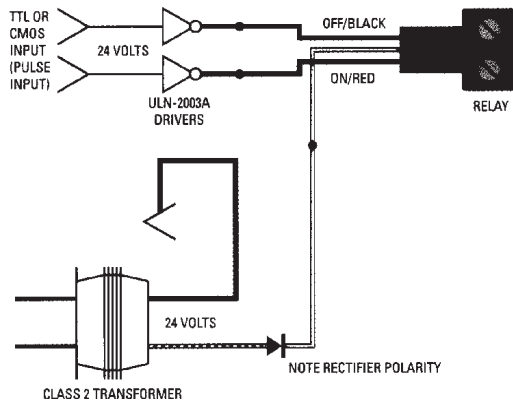 TTL OR
CMOS
INPUT
(PULSE
INPUT)
24 VOLTS
ULN-2003A
DRIVERS
OFF/BLACK
ON/RED
RELAY
24 VOLTS
NOTE RECTIFIER POLARITY
CLASS 2 TRANSFORMER